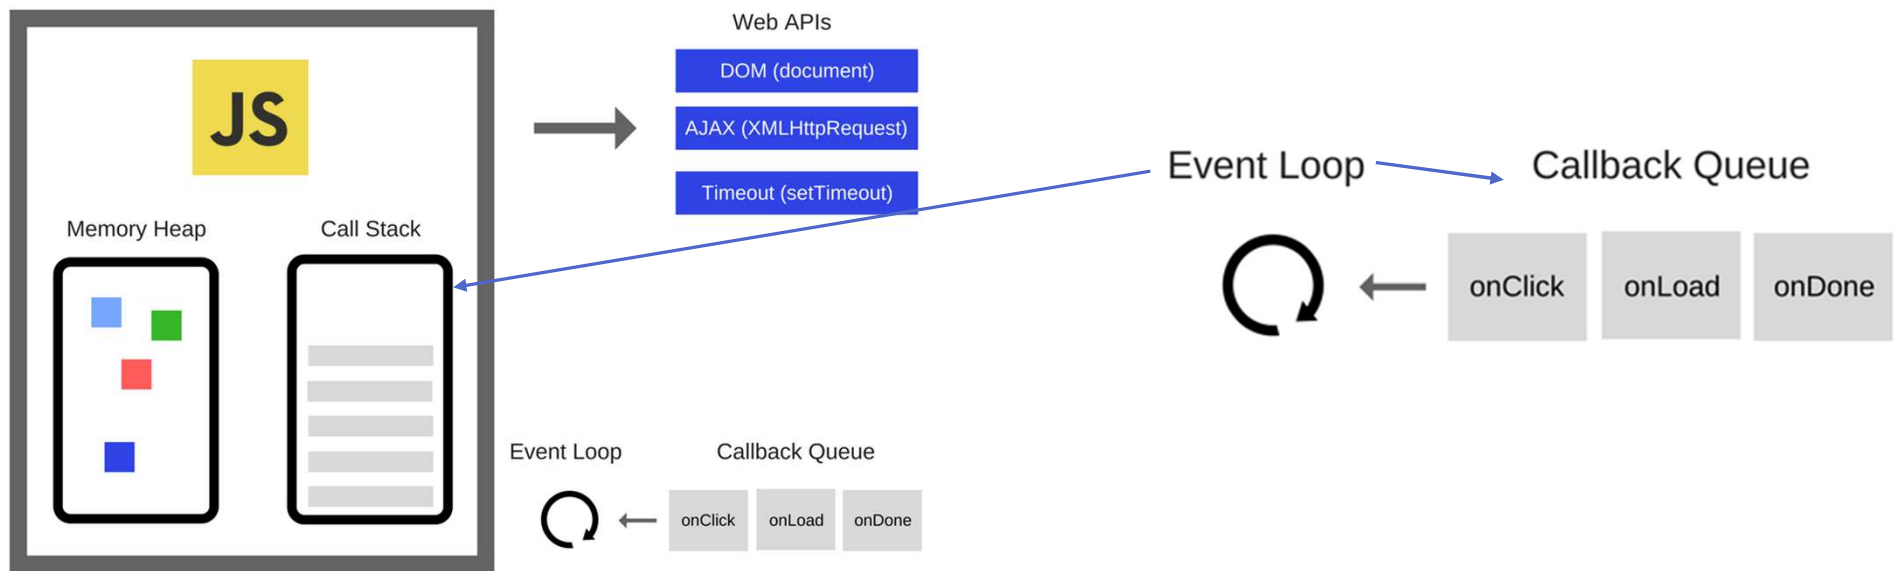 JS
Memory Heap
Call Stack
Web APIs
DOM (document)
AJAX (XMLHttpRequest)
Timeout (setTimeout)
Event Loop
Callback Queue
onClick
onLoad
onDone
Event Loop
Callback Queue
onClick
onLoad
onDone